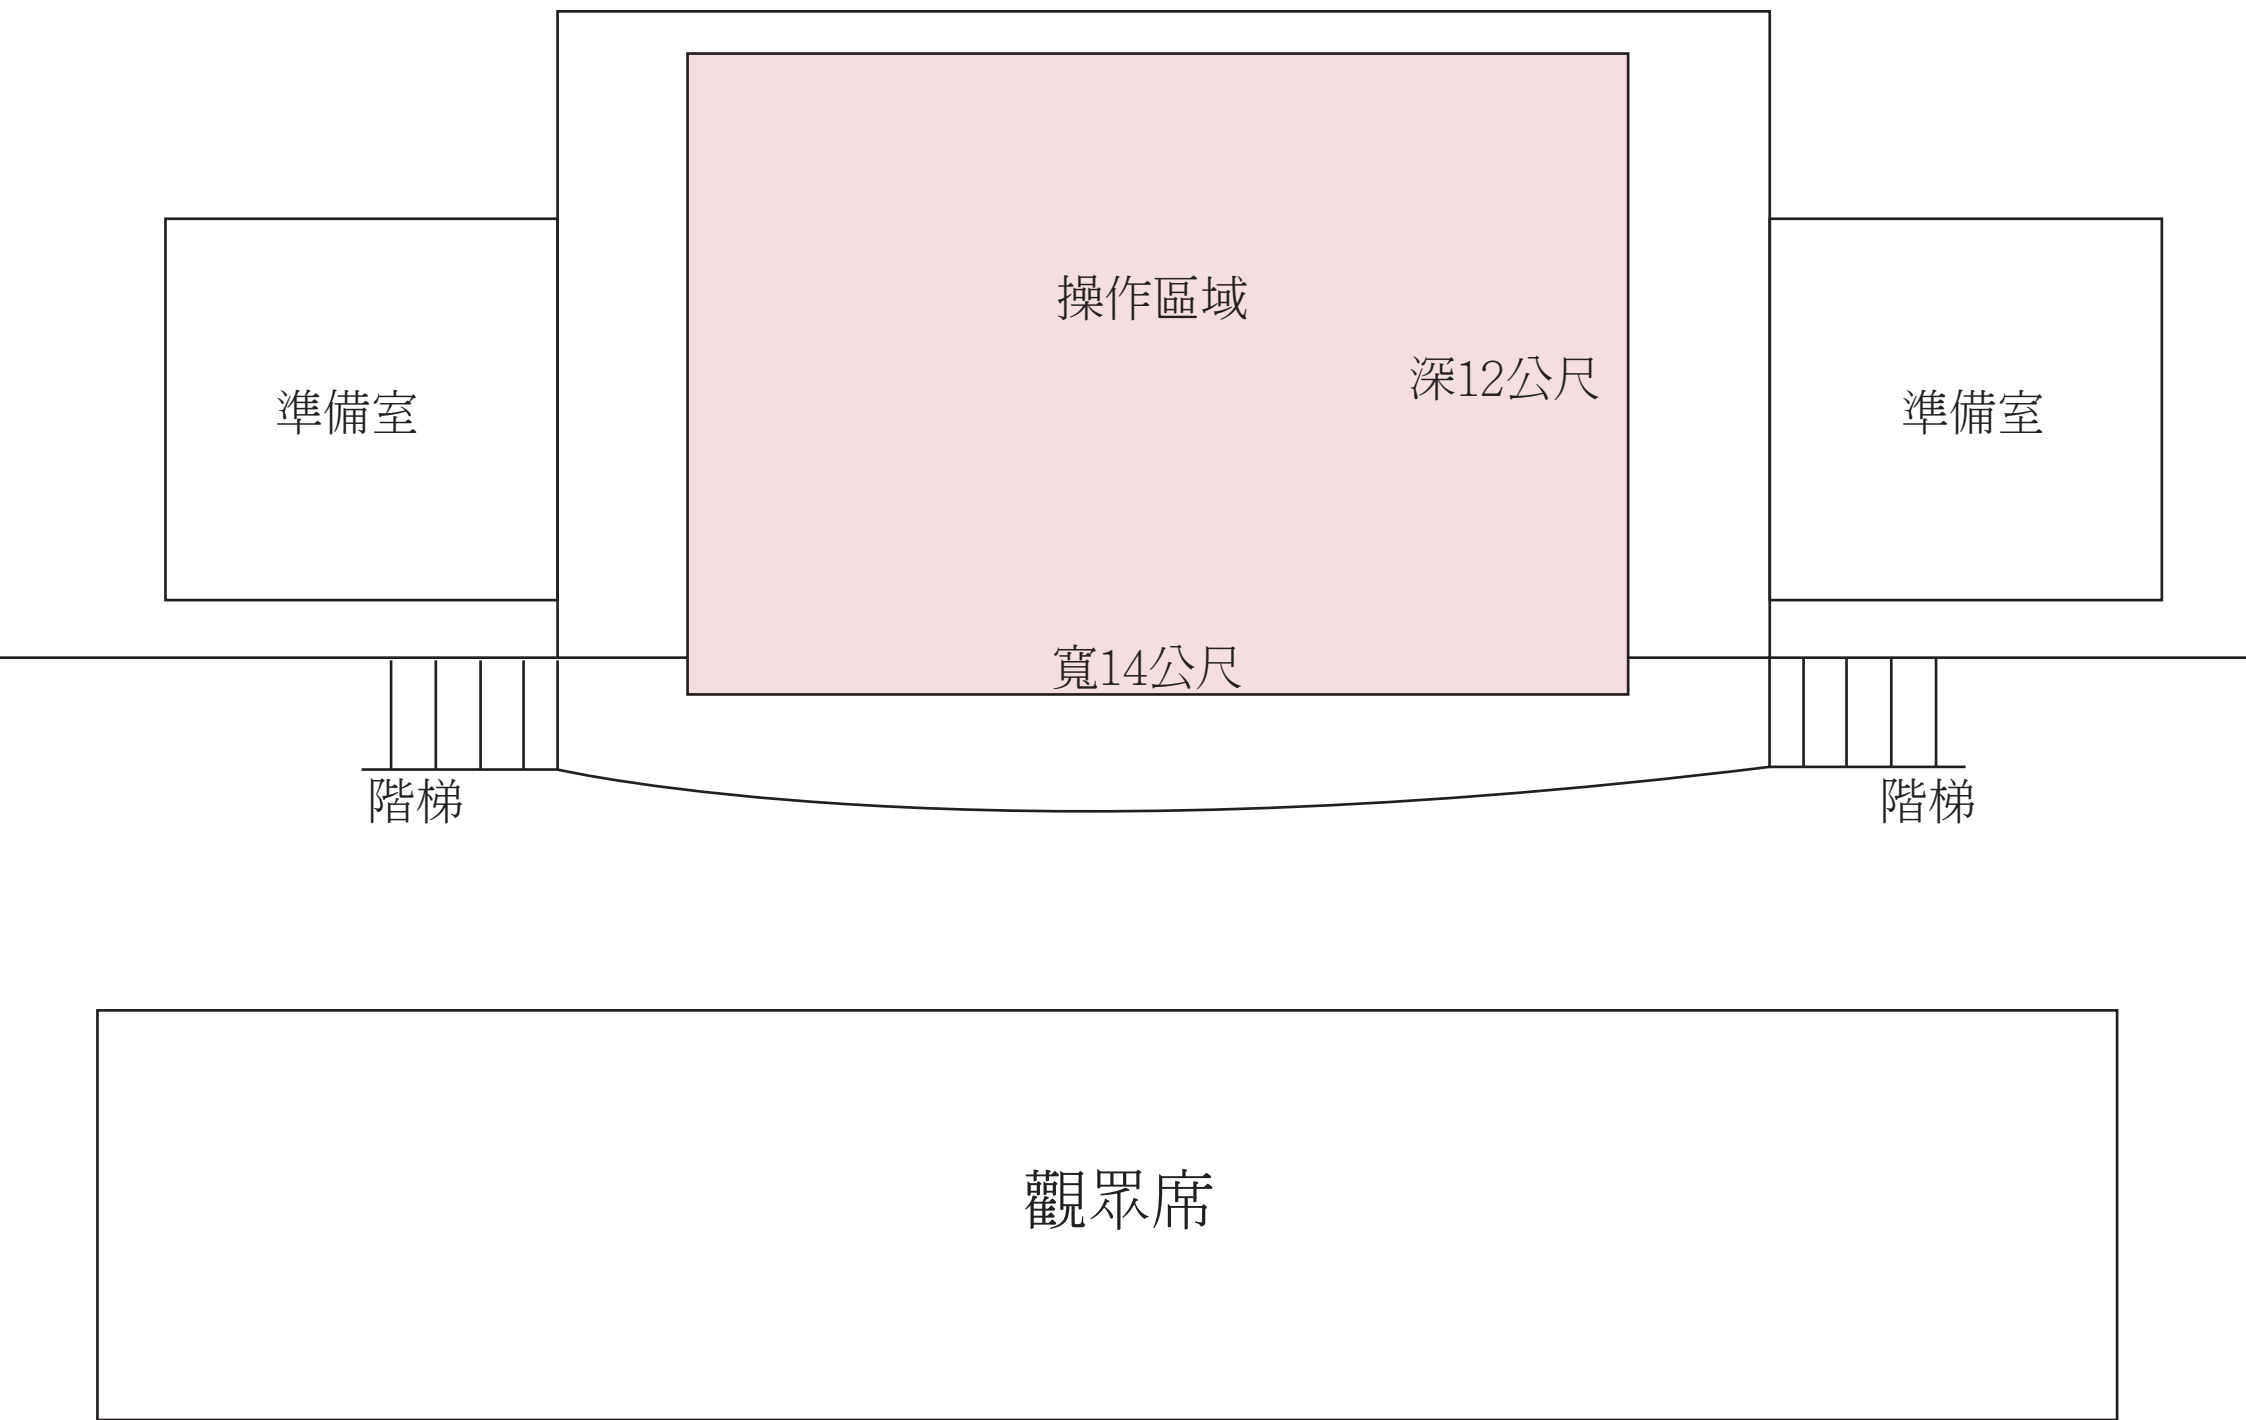 操作區域
深12公尺
準備室
準備室
寬14公尺
階梯
階梯
觀眾席